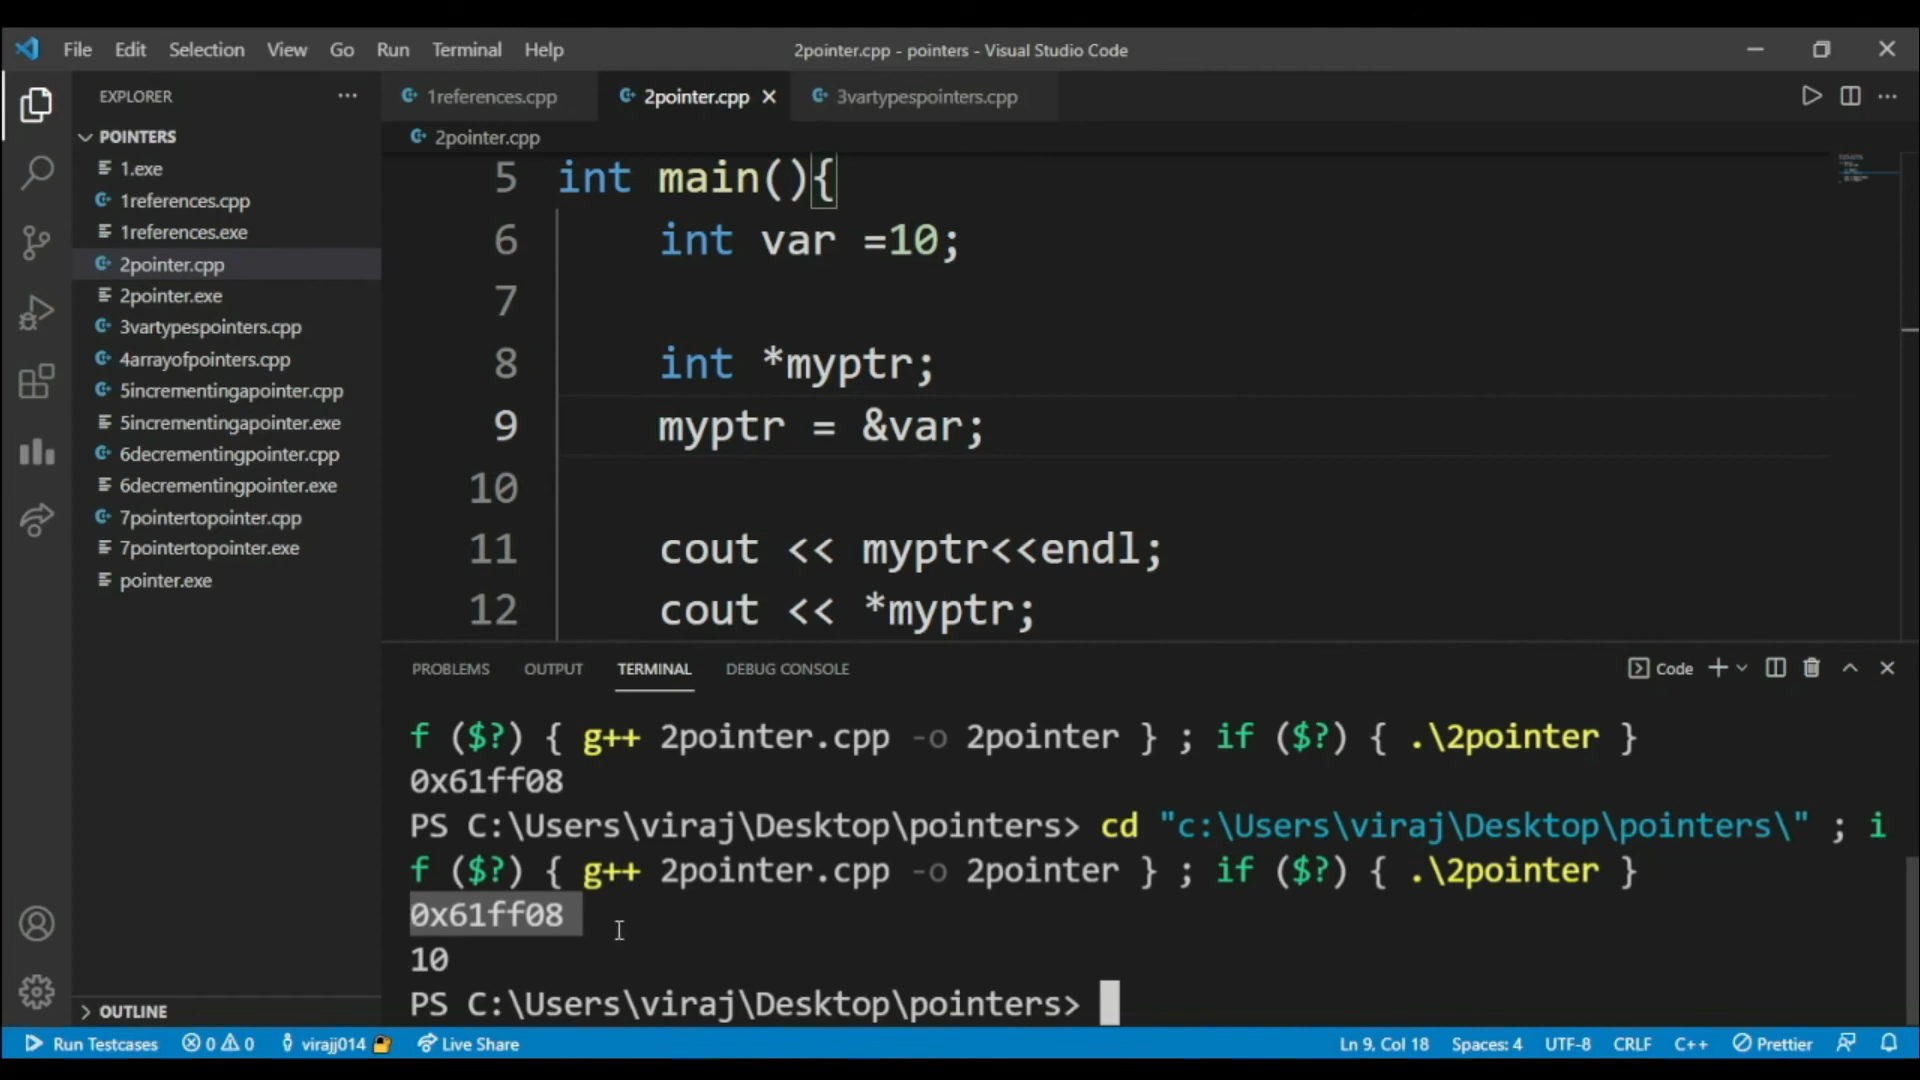 File Edit Selection View Go Run Terminal Help 2pointer.cpp - pointers - Visual Studio Code
EXPLORER
POINTERS
1.exe
1references.cpp
1references.exe
2pointer.cpp
2pointer.exe
3vartypespointers.cpp
4arrayofpointers.cpp
5incrementingapointer.cpp
5incrementingapointer.exe
6decrementingpointer.cpp
6decrementingpointer.exe
7pointertopointer.cpp
7pointertopointer.exe
pointer.exe
OUTLINE
1references.cpp 2pointer.cpp 3vartypespointers.cpp
2pointer.cpp
5 int main(){
6 int var =10;
7
8 int *myptr;
9 myptr = &var;
10
11 cout << myptr<<endl;
12 cout << *myptr;
PROBLEMS OUTPUT TERMINAL DEBUG CONSOLE Code
f ($?) { g++ 2pointer.cpp -o 2pointer } ; if ($?) { .\2pointer }
0x61ff08
PS C:\Users\viraj\Desktop\pointers> cd "c:\Users\viraj\Desktop\pointers\" ; i
f ($?) { g++ 2pointer.cpp -o 2pointer } ; if ($?) { .\2pointer }
0x61ff08
10
PS C:\Users\viraj\Desktop\pointers>
Run Testcases 0 0 virajj014 Live Share Ln 9, Col 18 Spaces: 4 UTF-8 CRLF C++ Prettier